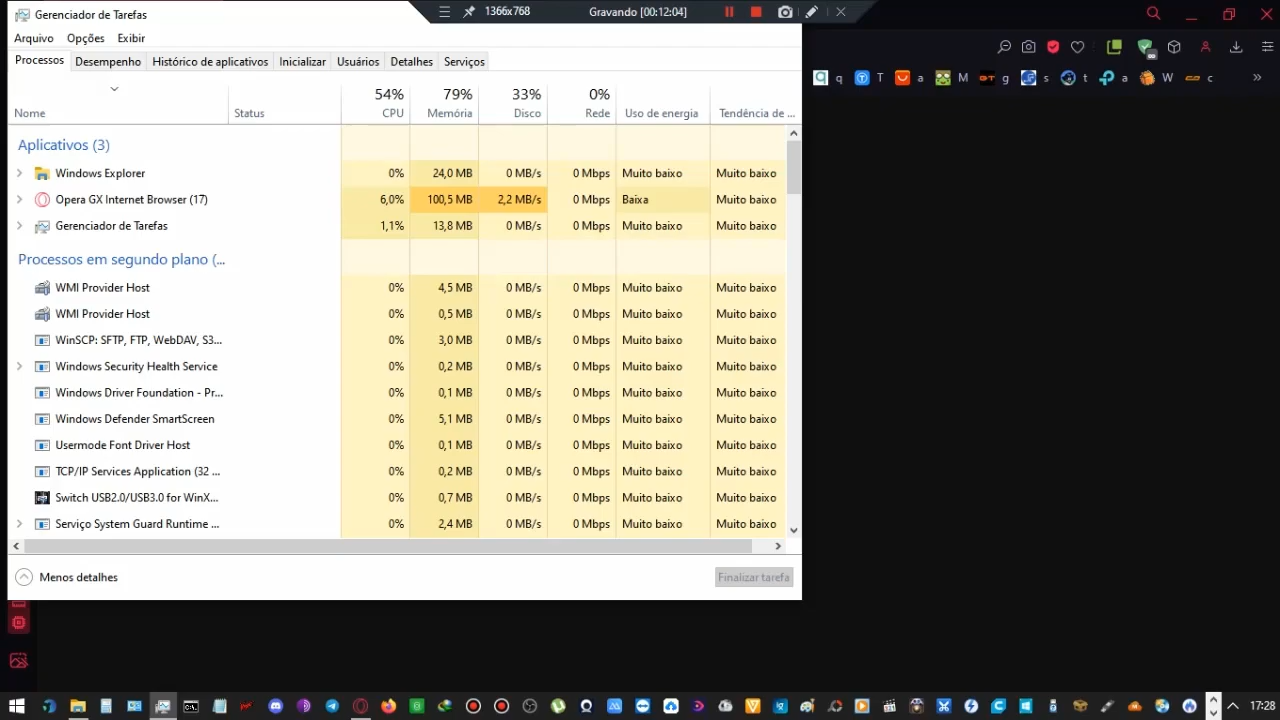 Gerenciador de Tarefas
1366x768 Gravando [00:12:04]
Arquivo Opções Exibir
Processos Desempenho Histórico de aplicativos Inicializar Usuários Detalhes Serviços
q T a M g s t a W c »
54% 79% 33% 0%
Nome Status CPU Memória Disco Rede Uso de energia Tendência de ...
Aplicativos (3)
Windows Explorer 0% 24,0 MB 0 MB/s 0 Mbps Muito baixo Muito baixo
Opera GX Internet Browser (17) 6,0% 100,5 MB 2,2 MB/s 0 Mbps Baixa Muito baixo
Gerenciador de Tarefas 1,1% 13,8 MB 0 MB/s 0 Mbps Muito baixo Muito baixo
Processos em segundo plano (...
WMI Provider Host 0% 4,5 MB 0 MB/s 0 Mbps Muito baixo Muito baixo
WMI Provider Host 0% 0,5 MB 0 MB/s 0 Mbps Muito baixo Muito baixo
WinSCP: SFTP, FTP, WebDAV, S3... 0% 3,0 MB 0 MB/s 0 Mbps Muito baixo Muito baixo
Windows Security Health Service 0% 0,2 MB 0 MB/s 0 Mbps Muito baixo Muito baixo
Windows Driver Foundation - Pr... 0% 0,1 MB 0 MB/s 0 Mbps Muito baixo Muito baixo
Windows Defender SmartScreen 0% 5,1 MB 0 MB/s 0 Mbps Muito baixo Muito baixo
Usermode Font Driver Host 0% 0,1 MB 0 MB/s 0 Mbps Muito baixo Muito baixo
TCP/IP Services Application (32 ... 0% 0,2 MB 0 MB/s 0 Mbps Muito baixo Muito baixo
Switch USB2.0/USB3.0 for WinX... 0% 0,7 MB 0 MB/s 0 Mbps Muito baixo Muito baixo
Serviço System Guard Runtime ... 0% 2,4 MB 0 MB/s 0 Mbps Muito baixo Muito baixo
Menos detalhes Finalizar tarefa
17:28